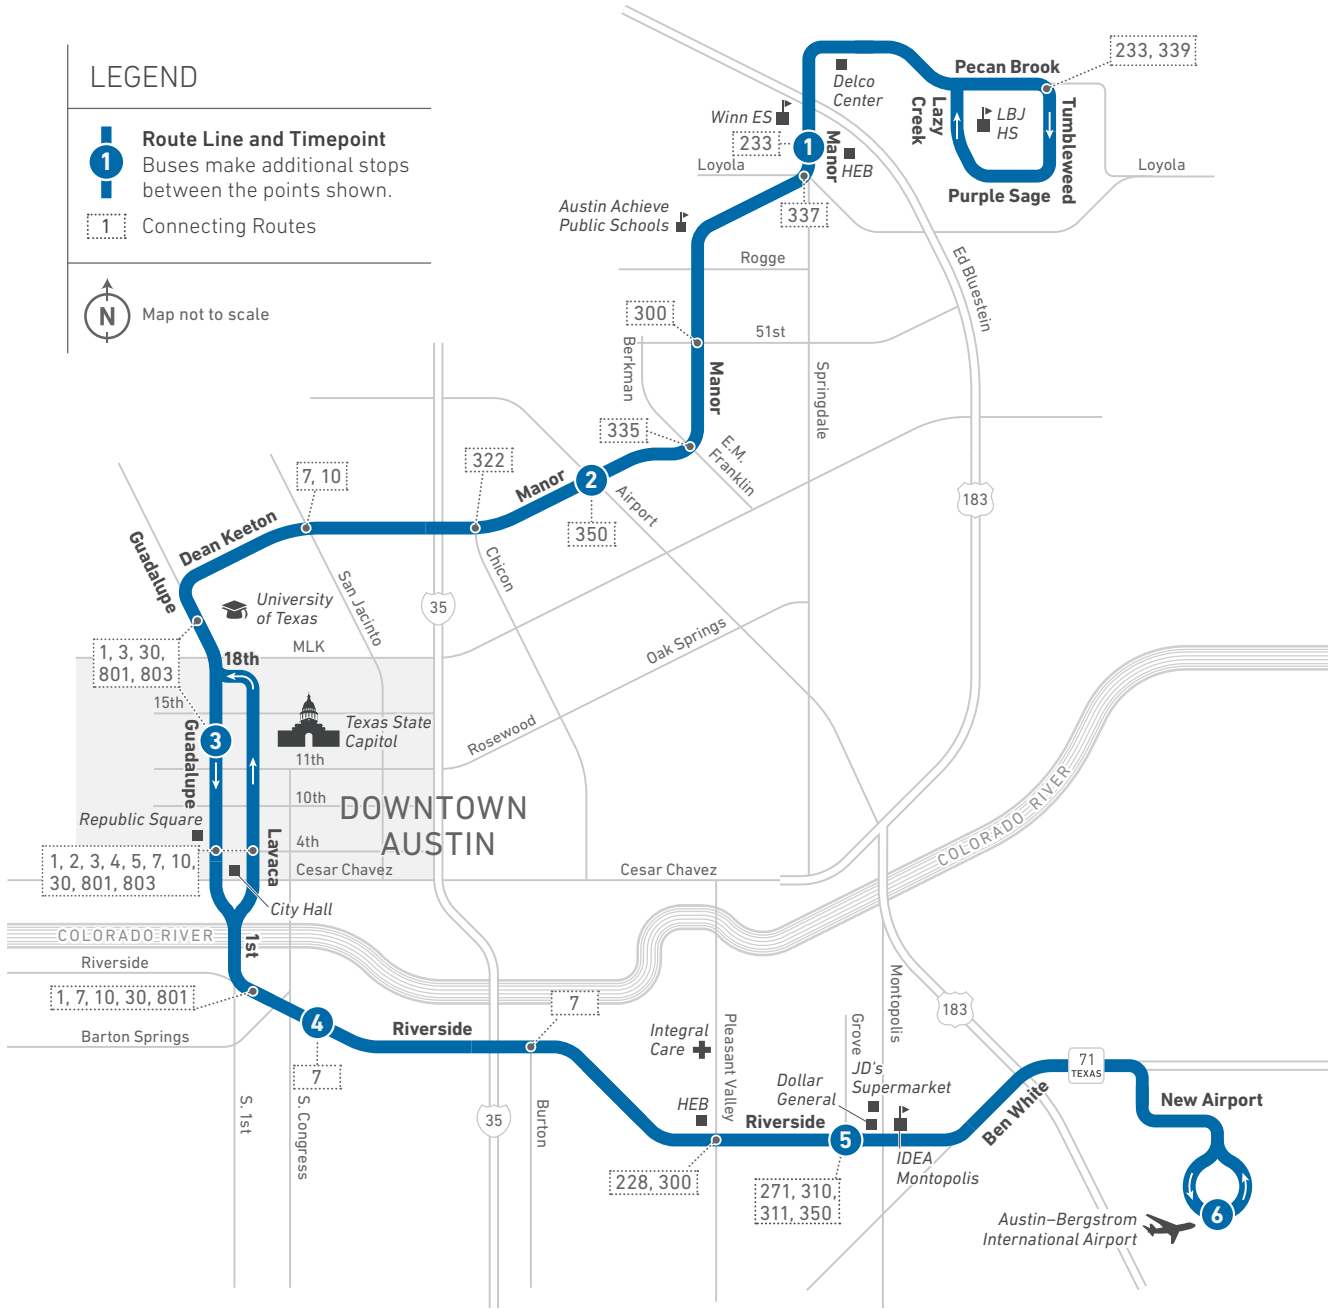 LEGEND
1
Route Line and Timepoint
Buses make additional stops
between the points shown.
1
Connecting Routes
N
Map not to scale
233, 339
Pecan Brook
Delco
Center
Lazy
Creek
LBJ
HS
Tumbleweed
Winn ES
233
1
Manor
HEB
Loyola
Loyola
Purple Sage
337
Austin Achieve
Public Schools
Rogge
Ed Bluestein
300
51st
Berkman
Manor
Springdale
335
E.M.
Franklin
322
Manor
2
Airport
183
7, 10
350
Dean Keeton
Guadalupe
Chicon
San Jacinto
University
of Texas
35
1, 3, 30,
801, 803
MLK
18th
Oak Springs
15th
Guadalupe
3
Texas State
Capitol
Rosewood
11th
10th
DOWNTOWN
AUSTIN
Republic Square
Lavaca
4th
1, 2, 3, 4, 5, 7, 10,
30, 801, 803
Cesar Chavez
Cesar Chavez
COLORADO RIVER
City Hall
COLORADO RIVER
1st
Riverside
1, 7, 10, 30, 801
4
7
Riverside
Barton Springs
7
183
Montopolis
Integral
Care
Pleasant Valley
Grove
JD's
Supermarket
71
TEXAS
Dollar
General
HEB
S. 1st
S. Congress
35
Burton
Riverside
5
Ben White
New Airport
IDEA
Montopolis
228, 300
271, 310,
311, 350
6
Austin–Bergstrom
International Airport